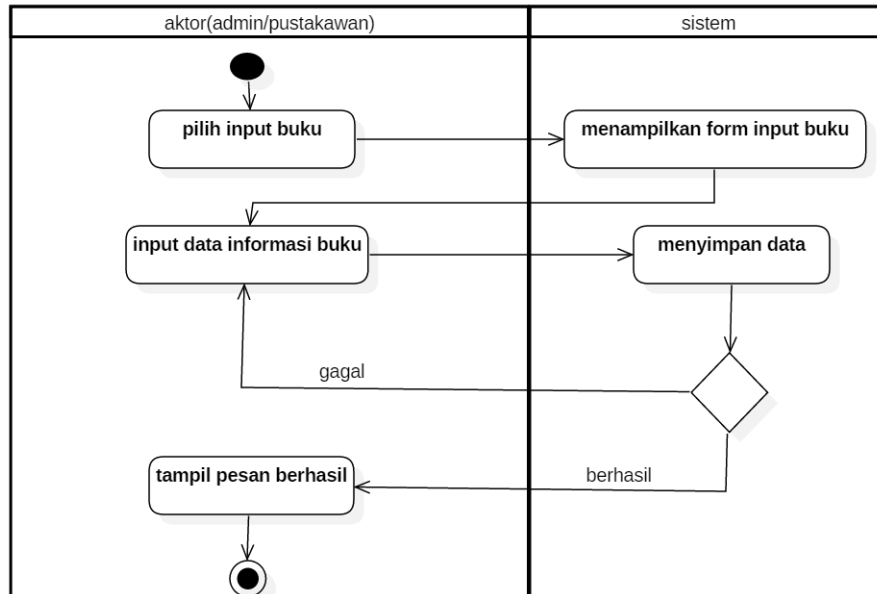 aktor(admin/pustakawan)
sistem
pilih input buku
menampilkan form input buku
input data informasi buku
menyimpan data
gagal
tampil pesan berhasil
berhasil